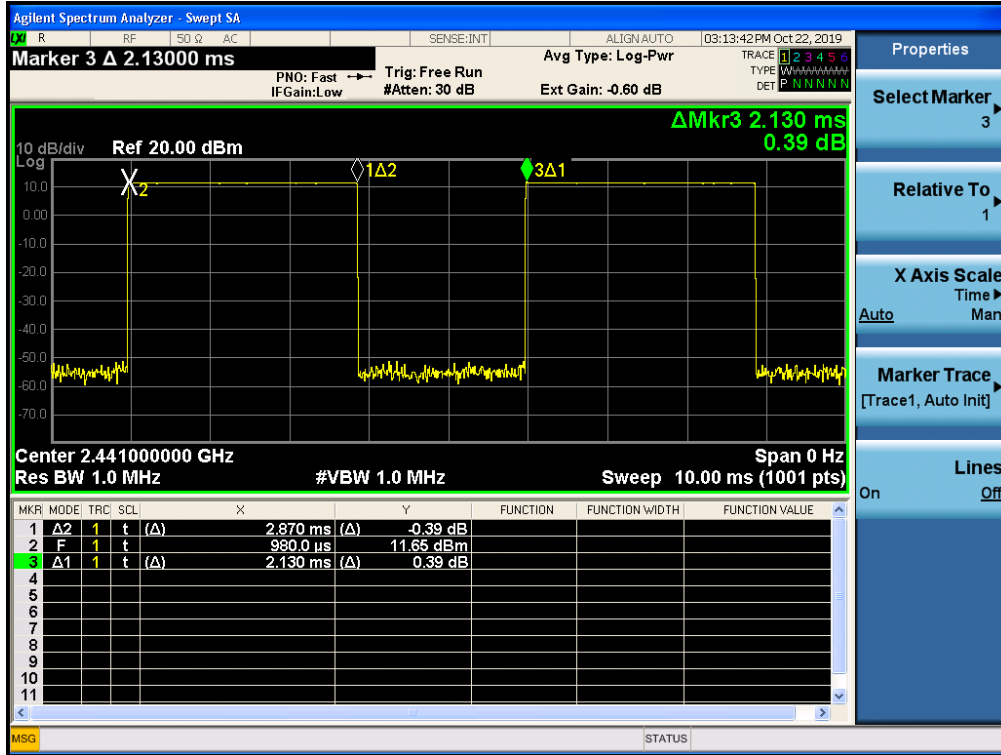 Agilent Spectrum Analyzer - Swept SA
LXI R RF 50 Ω AC SENSE:INT ALIGN AUTO 03:13:42 PM Oct 22, 2019
Marker 3 Δ 2.13000 ms
PNO: Fast
IFGain:Low
Trig: Free Run
#Atten: 30 dB
Avg Type: Log-Pwr
Ext Gain: -0.60 dB
TRACE 1 2 3 4 5 6
TYPE W
DET P N N N N N
ΔMkr3 2.130 ms
0.39 dB
10 dB/div Ref 20.00 dBm
Log
10.0
0.00
-10.0
-20.0
-30.0
-40.0
-50.0
-60.0
-70.0
2
1Δ2
3Δ1
Center 2.441000000 GHz Span 0 Hz
Res BW 1.0 MHz #VBW 1.0 MHz Sweep 10.00 ms (1001 pts)
MKR MODE TRC SCL X Y FUNCTION FUNCTION WIDTH FUNCTION VALUE
1 Δ2 1 t (Δ) 2.870 ms (Δ) -0.39 dB
2 F 1 t 980.0 μs 11.65 dBm
3 Δ1 1 t (Δ) 2.130 ms (Δ) 0.39 dB
4
5
6
7
8
9
10
11
MSG STATUS
Properties
Select Marker
3
Relative To
1
X Axis Scale
Time
Auto Man
Marker Trace
[Trace1, Auto Init]
Lines
On Off